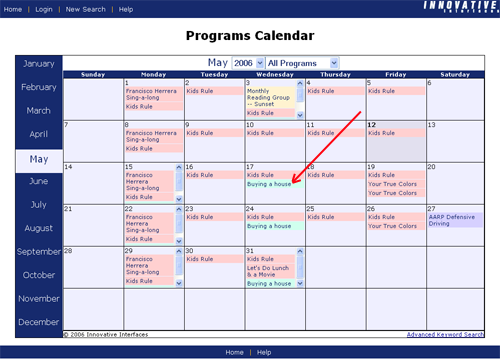 Home | Login | New Search | Help
INNOVATIVE
Interfaces
Programs Calendar
May 2006 All Programs
January
February
March
April
May
June
July
August
September
October
November
December
Sunday Monday Tuesday Wednesday Thursday Friday Saturday
1 2 3 4 5 6
Francisco Herrera
Sing-a-long
Kids Rule
Kids Rule
Monthly
Reading Group
-- Sunset
Kids Rule
Kids Rule
Kids Rule
7 8 9 10 11 12 13
Francisco Herrera
Sing-a-long
Kids Rule
Kids Rule
Kids Rule
Kids Rule
Kids Rule
14 15 16 17 18 19 20
Francisco
Herrera
Sing-a-long
Kids Rule
Kids Rule
Kids Rule
Buying a house
Kids Rule
Kids Rule
Your True Colors
21 22 23 24 25 26 27
Francisco
Herrera
Sing-a-long
Kids Rule
Kids Rule
Kids Rule
Buying a house
Kids Rule
Kids Rule
Your True Colors
AARP Defensive
Driving
28 29 30 31
Francisco
Herrera
Sing-a-long
Kids Rule
Kids Rule
Kids Rule
Let's Do Lunch
& a Movie
Buying a house
© 2006 Innovative Interfaces
Advanced Keyword Search
Home | Help